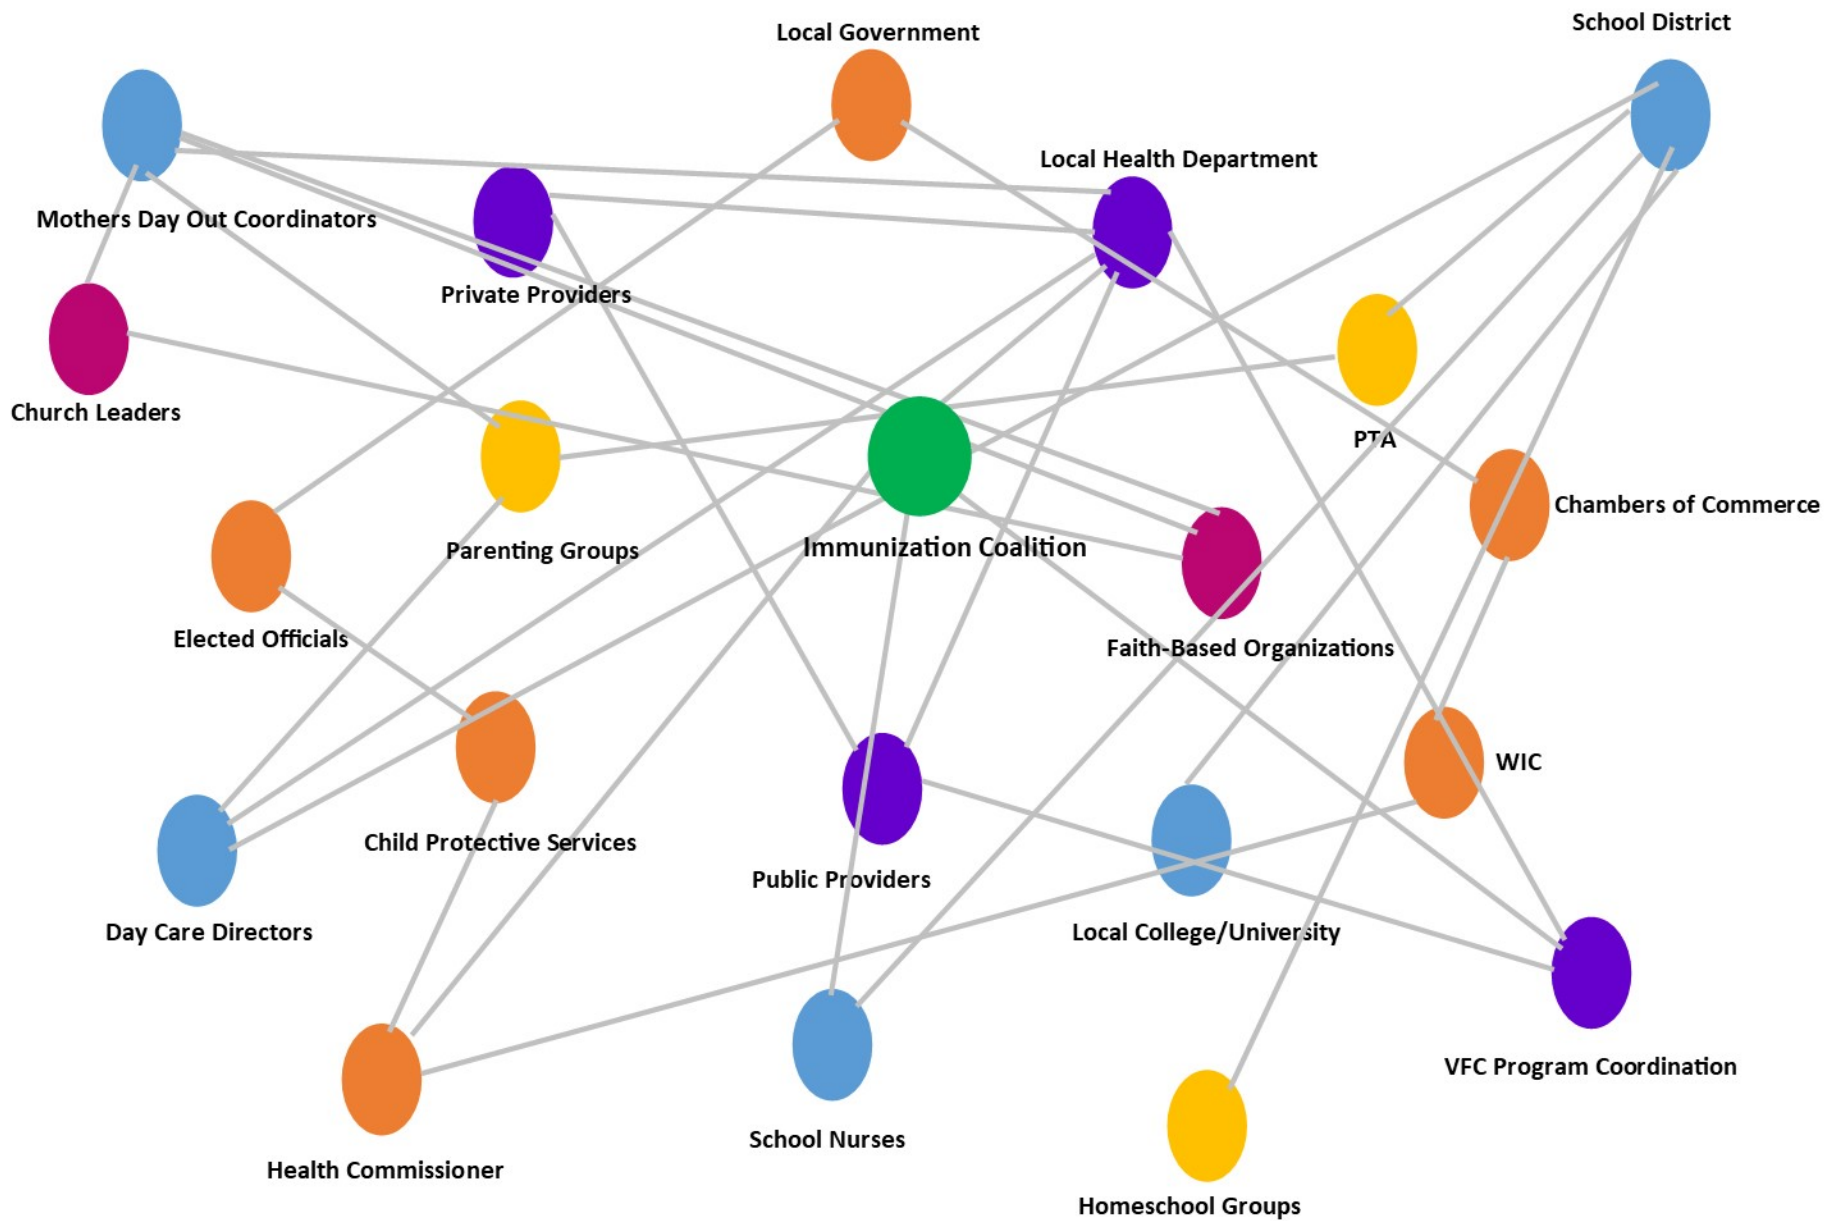 School District
Local Government
Local Health Department
Mothers Day Out Coordinators
Private Providers
Church Leaders
PTA
Chambers of Commerce
Parenting Groups
Immunization Coalition
Elected Officials
Faith-Based Organizations
WIC
Child Protective Services
Public Providers
Day Care Directors
Local College/University
VFC Program Coordination
School Nurses
Health Commissioner
Homeschool Groups